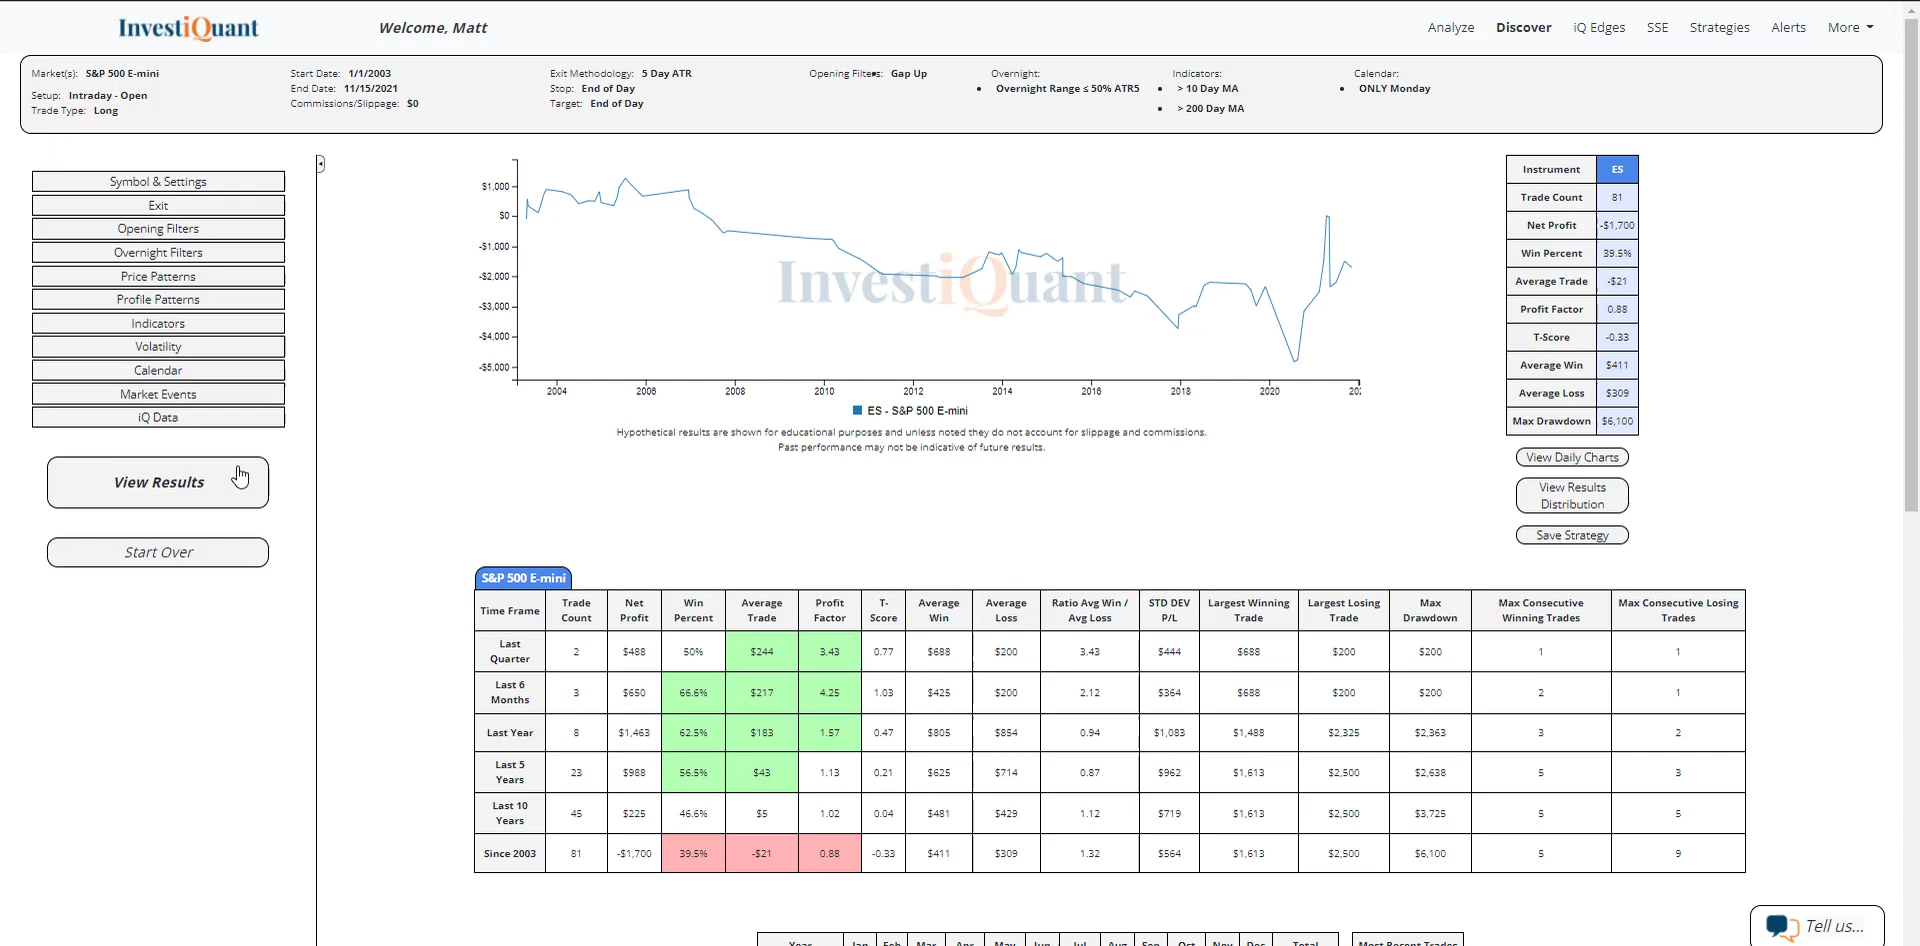 InvestiQuant
Welcome, Matt
Analyze Discover iQ Edges SSE Strategies Alerts More
Market(s): S&P 500 E-mini
Setup: Intraday - Open
Trade Type: Long
Start Date: 1/1/2003
End Date: 11/15/2021
Commissions/Slippage: $0
Exit Methodology: 5 Day ATR
Stop: End of Day
Target: End of Day
Opening Filters: Gap Up
Overnight:
Overnight Range ≤ 50% ATR5
Indicators:
> 10 Day MA
> 200 Day MA
Calendar:
ONLY Monday
Symbol & Settings
Exit
Opening Filters
Overnight Filters
Price Patterns
Profile Patterns
Indicators
Volatility
Calendar
Market Events
iQ Data
View Results
Start Over
$1,000
$0
-$1,000
-$2,000
-$3,000
-$4,000
-$5,000
InvestiQuant
2004 2006 2008 2010 2012 2014 2016 2018 2020
ES - S&P 500 E-mini
Hypothetical results are shown for educational purposes and unless noted they do not account for slippage and commissions.
Past performance may not be indicative of future results.
Instrument ES
Trade Count 81
Net Profit -$1,700
Win Percent 39.5%
Average Trade -$21
Profit Factor 0.88
T-Score -0.33
Average Win $411
Average Loss $309
Max Drawdown $6,100
View Daily Charts
View Results
Distribution
Save Strategy
S&P 500 E-mini
Time Frame Trade Count Net Profit Win Percent Average Trade Profit Factor T-Score Average Win Average Loss Ratio Avg Win / Avg Loss STD DEV P/L Largest Winning Trade Largest Losing Trade Max Drawdown Max Consecutive Winning Trades Max Consecutive Losing Trades
Last Quarter 2 $488 50% $244 3.43 0.77 $688 $200 3.43 $444 $688 $200 $200 1 1
Last 6 Months 3 $650 66.6% $217 4.25 1.03 $425 $200 2.12 $364 $688 $200 $200 2 1
Last Year 8 $1,463 62.5% $183 1.57 0.47 $805 $854 0.94 $1,083 $1,488 $2,325 $2,363 3 2
Last 5 Years 23 $988 56.5% $43 1.13 0.21 $625 $714 0.87 $962 $1,613 $2,500 $2,638 5 3
Last 10 Years 45 $225 46.6% $5 1.02 0.04 $481 $429 1.12 $719 $1,613 $2,500 $3,725 5 5
Since 2003 81 -$1,700 39.5% -$21 0.88 -0.33 $411 $309 1.32 $564 $1,613 $2,500 $6,100 5 9
Year Jan Feb Mar Apr May Jun Jul Aug Sep Oct Nov Dec Total Most Recent Trades
Tell us...